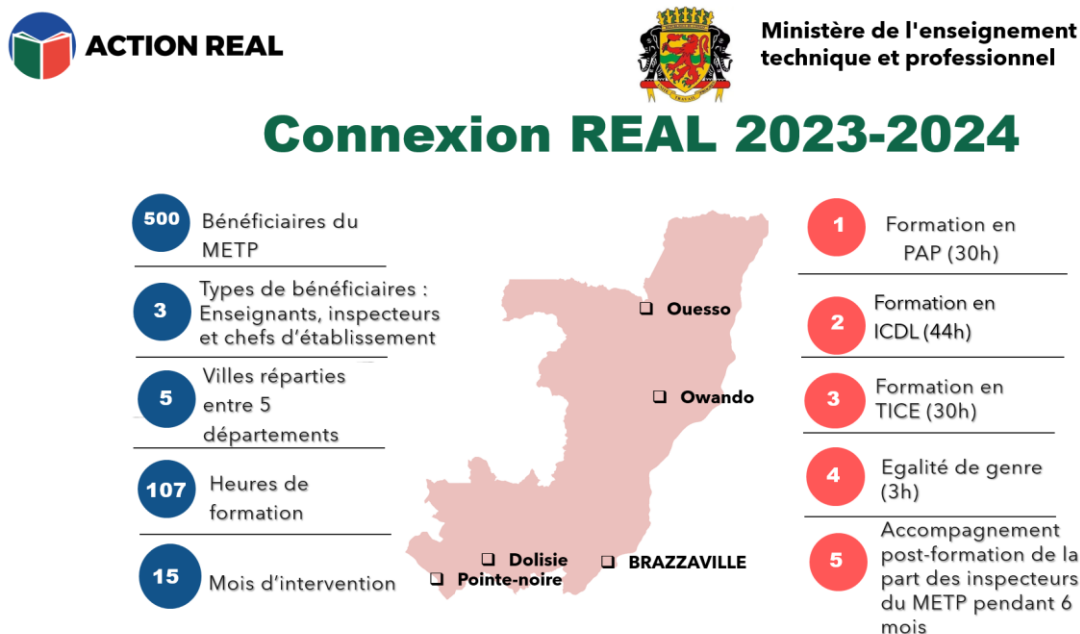 ACTION REAL
Ministère de l'enseignement
technique et professionnel
Connexion REAL 2023-2024
500
Bénéficiaires du
METP
3
Types de bénéficiaires :
Enseignants, inspecteurs
et chefs d'établissement
5
Villes réparties
entre 5
départements
107
Heures de
formation
15
Mois d'intervention
Ouesso
Owando
Dolisie
Pointe-noire
BRAZZAVILLE
1
Formation en
PAP (30h)
2
Formation en
ICDL (44h)
3
Formation en
TICE (30h)
4
Egalité de genre
(3h)
5
Accompagnement
post-formation de la
part des inspecteurs
du METP pendant 6
mois